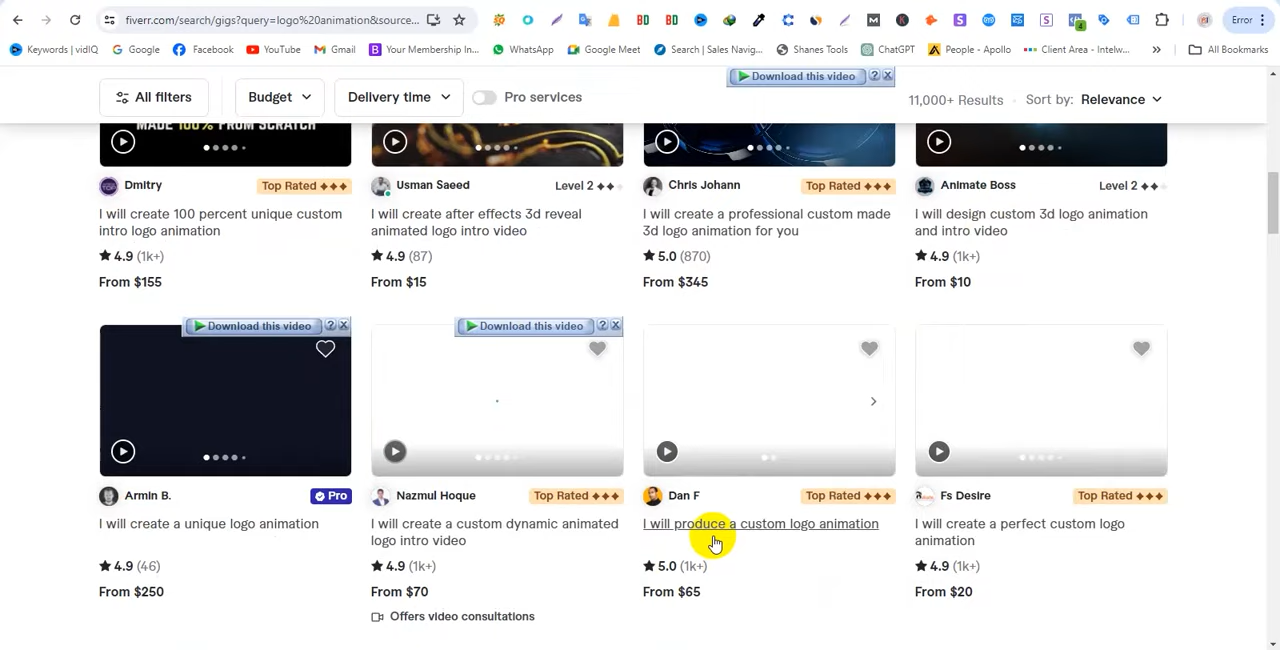 fiverr.com/search/gigs?query=logo%20animation&source...
Error
Keywords | vidIQ
Google
Facebook
YouTube
Gmail
Your Membership In...
WhatsApp
Google Meet
Search | Sales Navig...
Shanes Tools
ChatGPT
People - Apollo
Client Area - Intelw...
All Bookmarks
Download this video
All filters
Budget
Delivery time
Pro services
11,000+ Results
Sort by: Relevance
MADE 100% FROM SCRATCH
Dmitry
Top Rated
Usman Saeed
Level 2
Chris Johann
Top Rated
Animate Boss
Level 2
I will create 100 percent unique custom
intro logo animation
I will create after effects 3d reveal
animated logo intro video
I will create a professional custom made
3d logo animation for you
I will design custom 3d logo animation
and intro video
4.9 (1k+)
4.9 (87)
5.0 (870)
4.9 (1k+)
From $155
From $15
From $345
From $10
Download this video
Download this video
Armin B.
Pro
Nazmul Hoque
Top Rated
Dan F
Top Rated
Fs Desire
Top Rated
I will create a unique logo animation
I will create a custom dynamic animated
logo intro video
I will produce a custom logo animation
I will create a perfect custom logo
animation
4.9 (46)
4.9 (1k+)
5.0 (1k+)
4.9 (1k+)
From $250
From $70
From $65
From $20
Offers video consultations